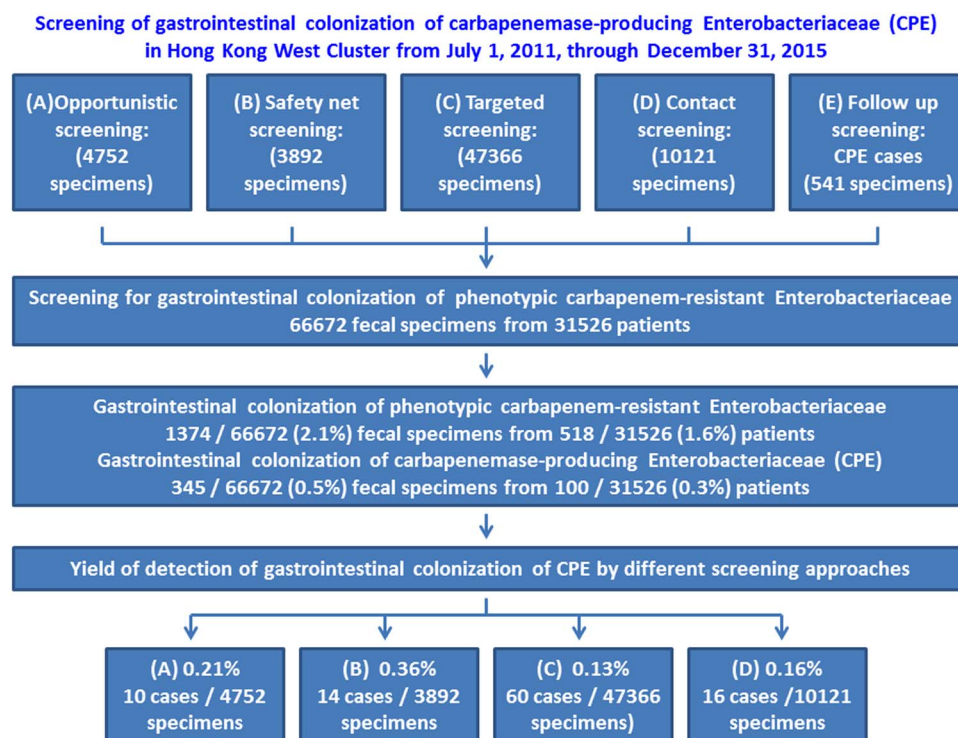 Screening of gastrointestinal colonization of carbapenemase-producing Enterobacteriaceae (CPE)
in Hong Kong West Cluster from July 1, 2011, through December 31, 2015
(A)Opportunistic
screening:
(4752
specimens)
(B) Safety net
screening:
(3892
specimens)
(C) Targeted
screening:
(47366
specimens)
(D) Contact
screening:
(10121
specimens)
(E) Follow up
screening:
CPE cases
(541 specimens)
Screening for gastrointestinal colonization of phenotypic carbapenem-resistant Enterobacteriaceae
66672 fecal specimens from 31526 patients
Gastrointestinal colonization of phenotypic carbapenem-resistant Enterobacteriaceae
1374 / 66672 (2.1%) fecal specimens from 518 / 31526 (1.6%) patients
Gastrointestinal colonization of carbapenemase-producing Enterobacteriaceae (CPE)
345 / 66672 (0.5%) fecal specimens from 100 / 31526 (0.3%) patients
Yield of detection of gastrointestinal colonization of CPE by different screening approaches
(A) 0.21%
10 cases / 4752
specimens
(B) 0.36%
14 cases / 3892
specimens
(C) 0.13%
60 cases / 47366
specimens)
(D) 0.16%
16 cases /10121
specimens